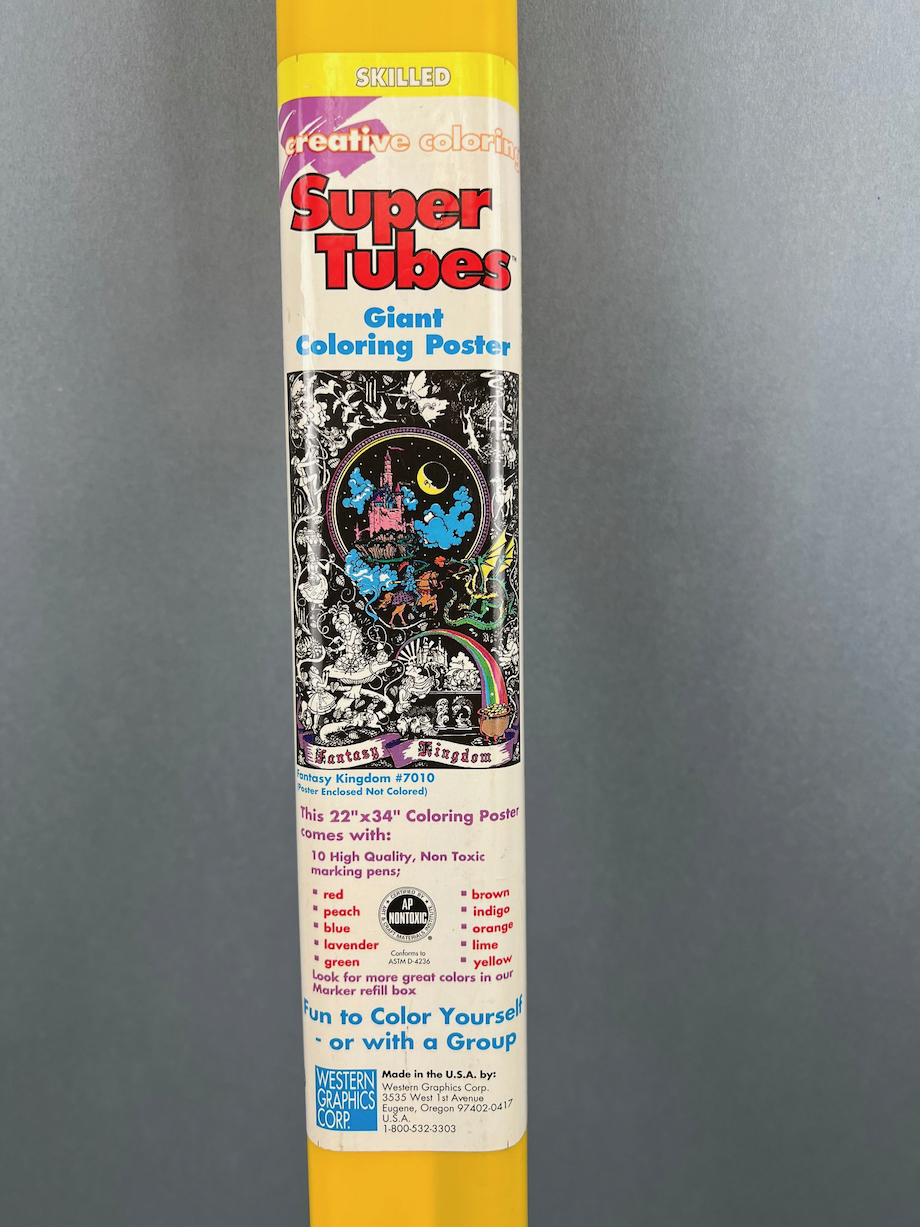 SKILLED
creative coloring
Super
Tubes™
Giant
Coloring Poster
Fantasy Kingdom
Fantasy Kingdom #7010
(Poster Enclosed Not Colored)
This 22"x34" Coloring Poster
comes with:
10 High Quality, Non Toxic
marking pens;
red
peach
blue
lavender
green
CERTIFIED BY
AP
NONTOXIC
®
Conforms to
ASTM D-4236
brown
indigo
orange
lime
yellow
Look for more great colors in our
Marker refill box
Fun to Color Yourself
- or with a Group
WESTERN
GRAPHICS
CORP.
Made in the U.S.A. by:
Western Graphics Corp.
3535 West 1st Avenue
Eugene, Oregon 97402-0417
U.S.A.
1-800-532-3303